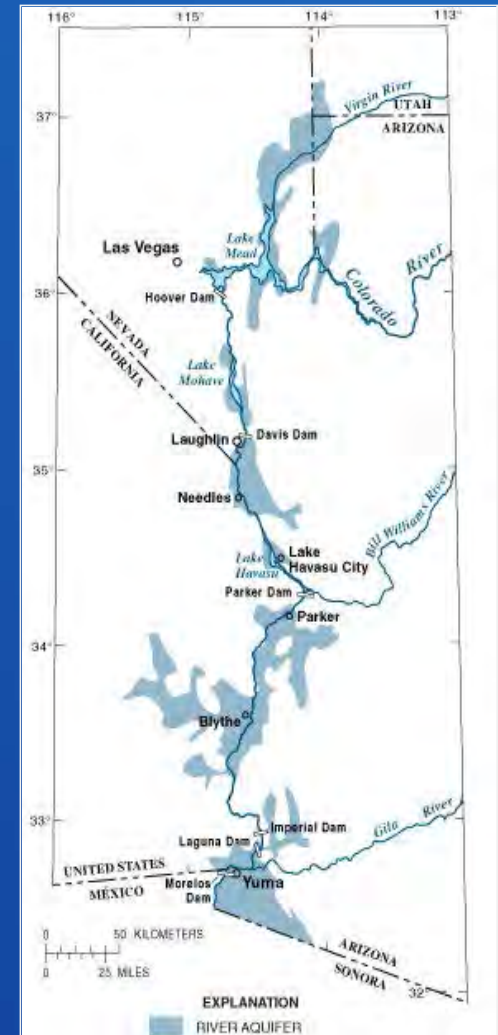 116°
115°
114°
113°
37°
Virgin River
UTAH
ARIZONA
Las Vegas
Lake
Mead
36°
Hoover Dam
Colorado
River
NEVADA
CALIFORNIA
Lake
Mohave
Laughlin
Davis Dam
35°
Needles
Bill Williams River
Lake
Havasu
Lake
Havasu City
Parker Dam
Parker
34°
Blythe
33°
Imperial Dam
Laguna Dam
Gila
River
UNITED STATES
MÉXICO
Morelos
Dam
Yuma
0 50 KILOMETERS
0 25 MILES
ARIZONA
SONORA
32°
EXPLANATION
RIVER AQUIFER